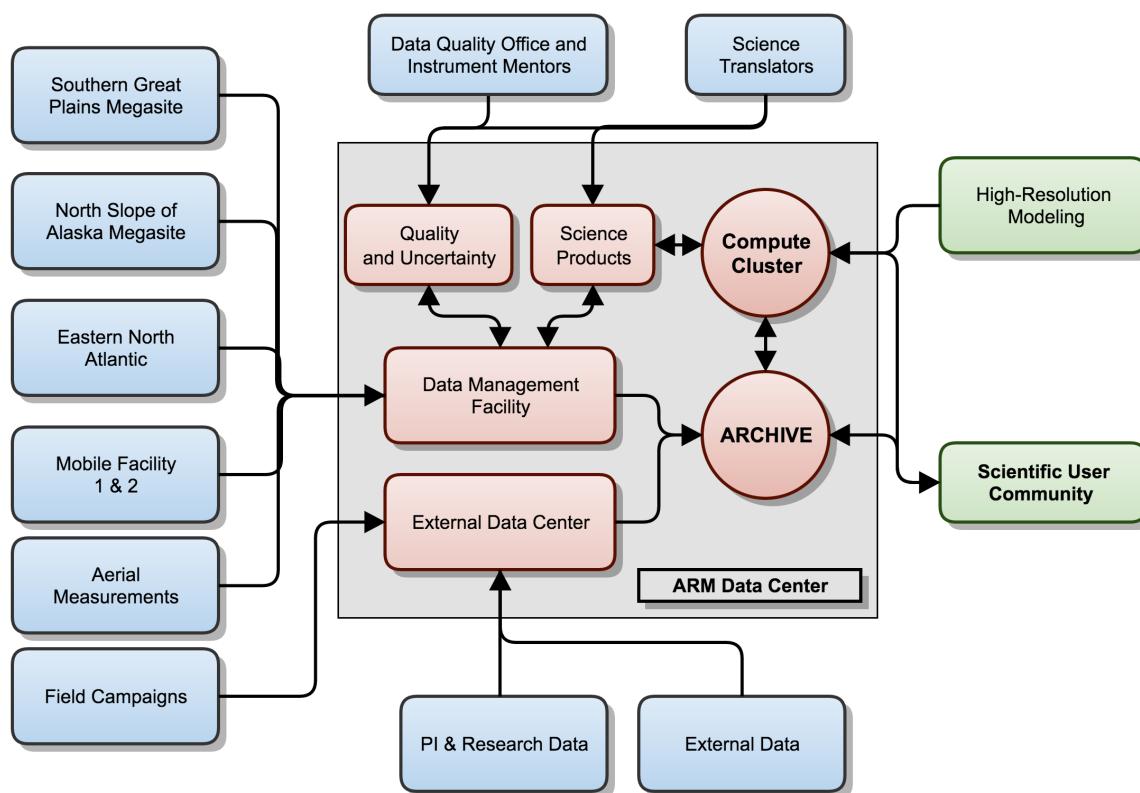 Data Quality Office and
Instrument Mentors
Science
Translators
Southern Great
Plains Megasite
North Slope of
Alaska Megasite
Eastern North
Atlantic
Mobile Facility
1 & 2
Aerial
Measurements
Field Campaigns
Quality
and Uncertainty
Science
Products
Compute
Cluster
Data Management
Facility
ARCHIVE
External Data Center
ARM Data Center
High-Resolution
Modeling
Scientific User
Community
PI & Research Data
External Data